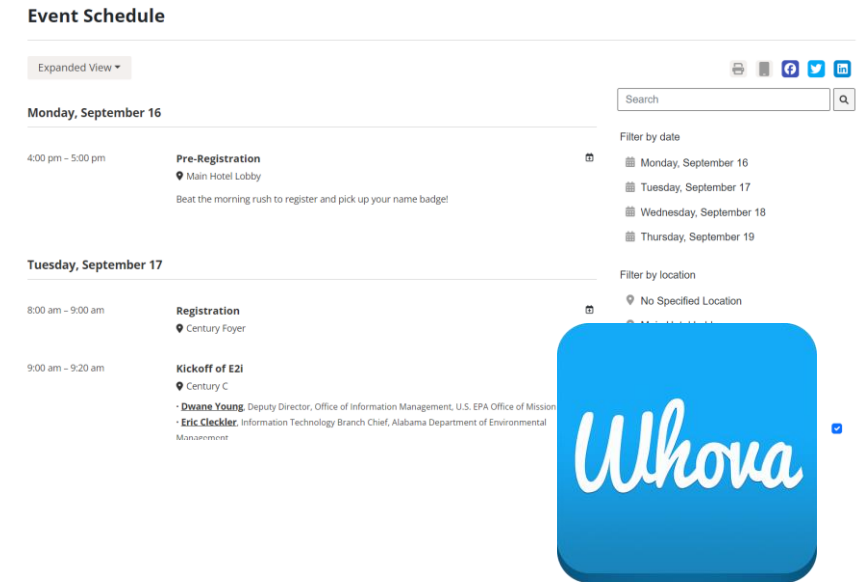 Event Schedule
Expanded View
Monday, September 16
4:00 pm – 5:00 pm
Pre-Registration
Main Hotel Lobby
Beat the morning rush to register and pick up your name badge!
Tuesday, September 17
8:00 am – 9:00 am
Registration
Century Foyer
9:00 am – 9:20 am
Kickoff of E2i
Century C
· Dwane Young, Deputy Director, Office of Information Management, U.S. EPA Office of Mission
· Eric Cleckler, Information Technology Branch Chief, Alabama Department of Environmental
Management
Search
Filter by date
Monday, September 16
Tuesday, September 17
Wednesday, September 18
Thursday, September 19
Filter by location
No Specified Location
Whova